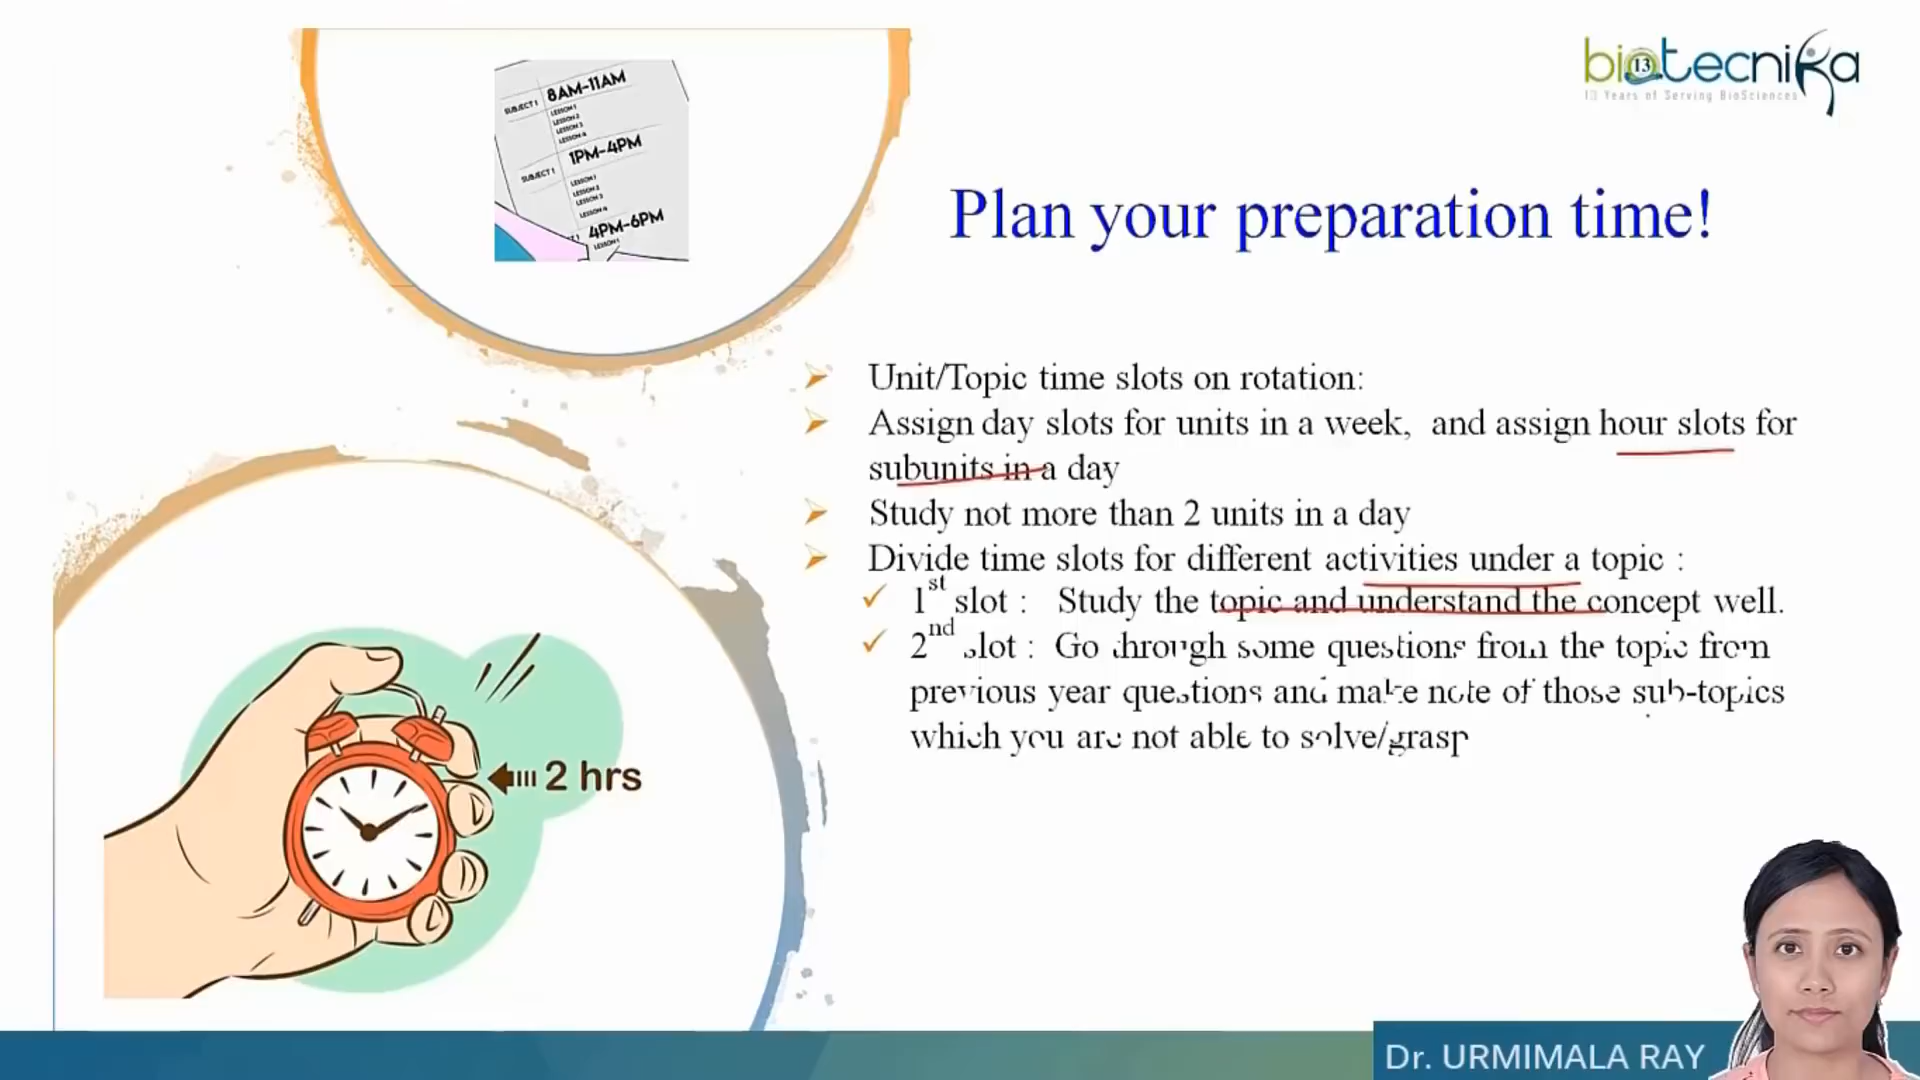 8AM-11AM
SUBJECT 1
LESSON 1
LESSON 2
LESSON 3
LESSON 4
1PM-4PM
SUBJECT 1
LESSON 1
LESSON 2
LESSON 3
LESSON 4
4PM-6PM
LESSON 1
biotecnika
13
13 Years of Serving BioSciences
Plan your preparation time!
Unit/Topic time slots on rotation:
Assign day slots for units in a week, and assign hour slots for
subunits in a day
Study not more than 2 units in a day
Divide time slots for different activities under a topic :
1st slot : Study the topic and understand the concept well.
2nd slot : Go through some questions from the topic from
previous year questions and make note of those sub-topics
which you are not able to solve/grasp
2 hrs
Dr. URMIMALA RAY